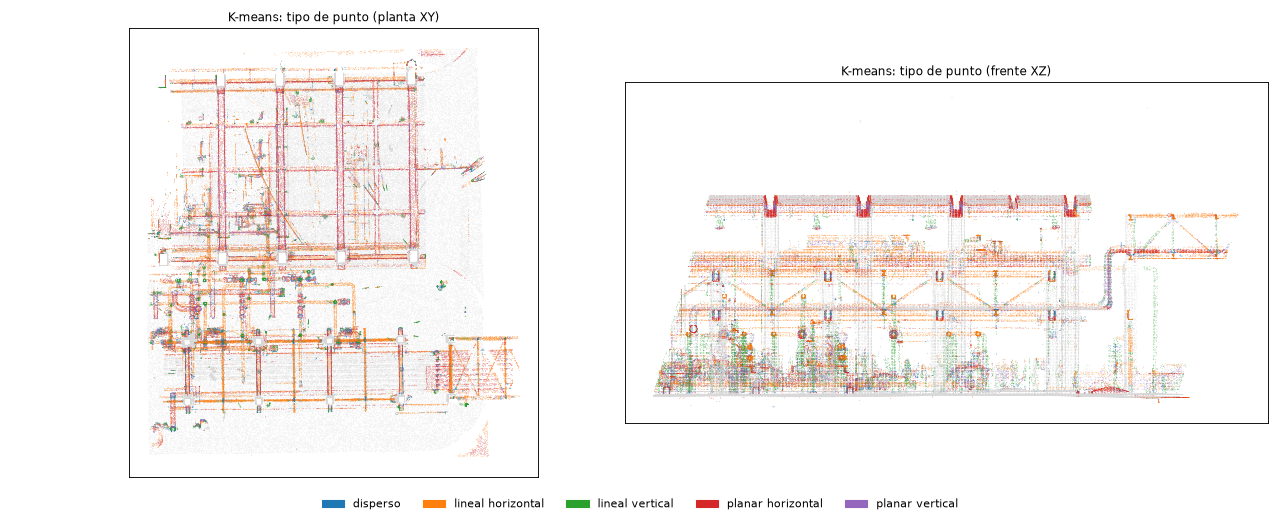 K-means: tipo de punto (planta XY)
K-means: tipo de punto (frente XZ)
disperso
lineal horizontal
lineal vertical
planar horizontal
planar vertical